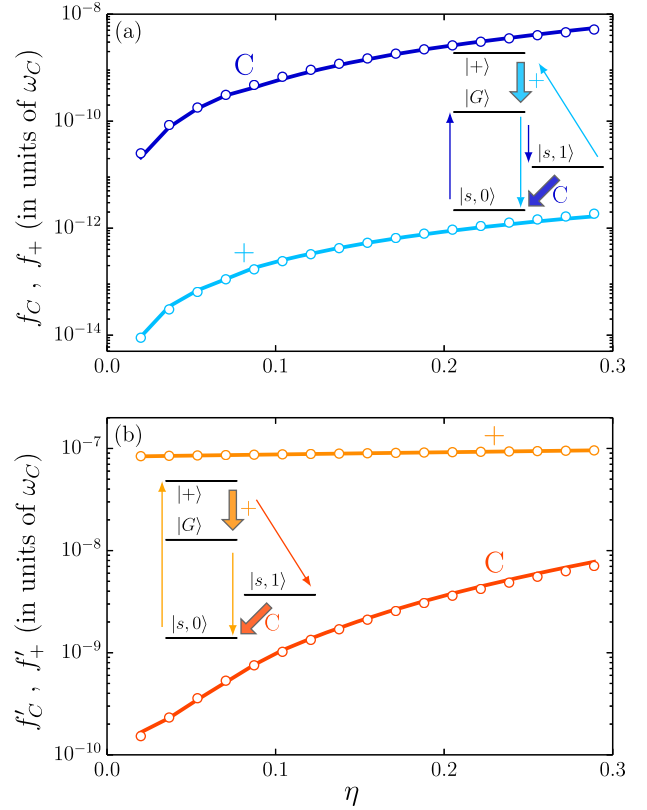 (a)
f_C , f_+ (in units of ω_C)
10^−8
10^−10
10^−12
10^−14
C
+
|+⟩
+
|G⟩
|s, 1⟩
|s, 0⟩
C
0.0 0.1 0.2 0.3
(b)
f′_C , f′_+ (in units of ω_C)
10^−7
10^−8
10^−9
10^−10
+
C
|+⟩
+
|G⟩
|s, 1⟩
|s, 0⟩
C
0.0 0.1 0.2 0.3
η